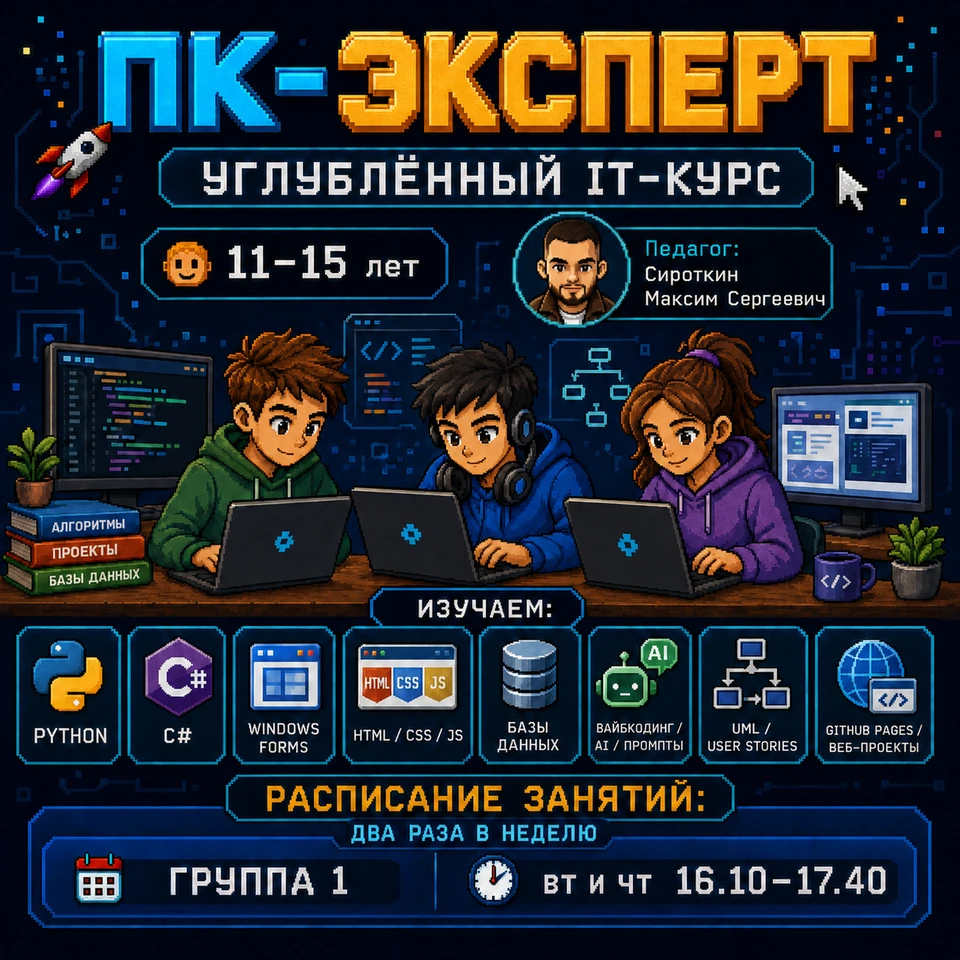 ПК-ЭКСПЕРТ
УГЛУБЛЁННЫЙ IT-КУРС
11-15 лет
Педагог:
Сироткин
Максим Сергеевич
</>
АЛГОРИТМЫ
ПРОЕКТЫ
БАЗЫ ДАННЫХ
</>
ИЗУЧАЕМ:
PYTHON
C#
C#
WINDOWS
FORMS
HTML CSS JS
HTML / CSS / JS
БАЗЫ
ДАННЫХ
AI
ВАЙБКОДИНГ /
AI / ПРОМПТЫ
UML /
USER STORIES
</>
GITHUB PAGES /
ВЕБ-ПРОЕКТЫ
РАСПИСАНИЕ ЗАНЯТИЙ:
ДВА РАЗА В НЕДЕЛЮ
ГРУППА 1
ВТ И ЧТ 16.10-17.40